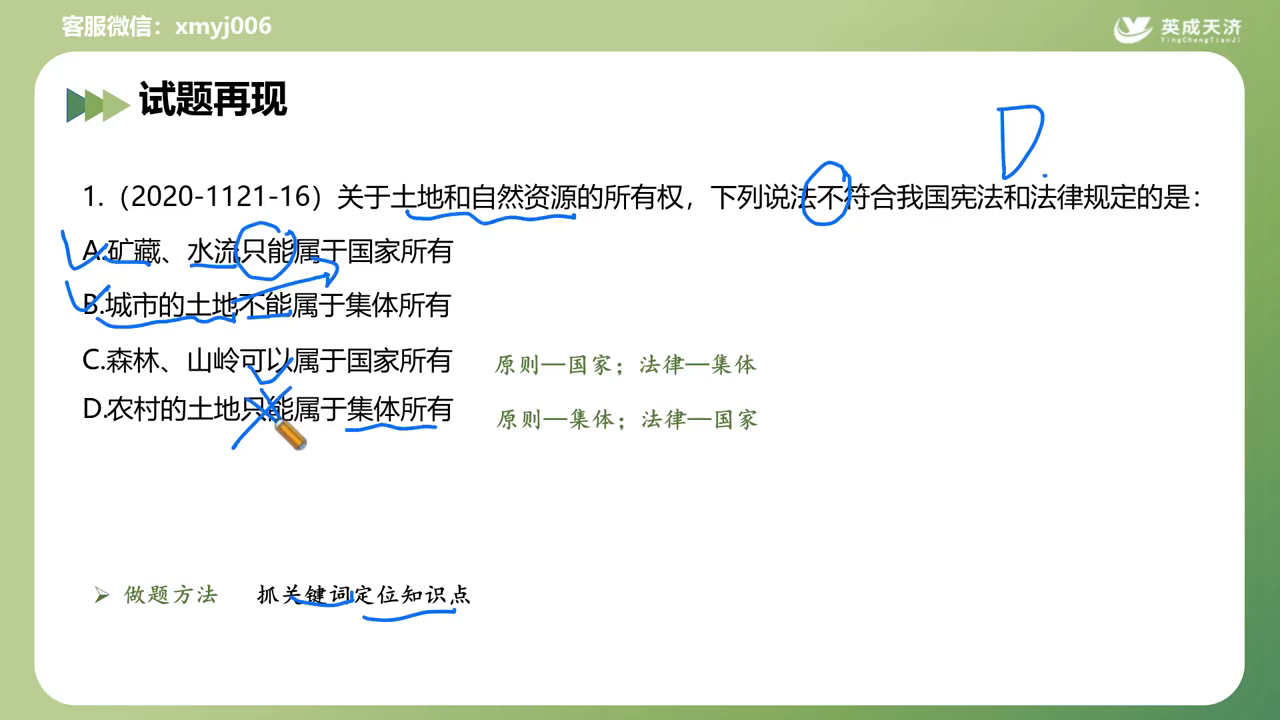 客服微信：xmyj006
英成天济
YingChengTianJi
试题再现
D.
1.（2020-1121-16）关于土地和自然资源的所有权，下列说法不符合我国宪法和法律规定的是：
A.矿藏、水流只能属于国家所有
B.城市的土地不能属于集体所有
C.森林、山岭可以属于国家所有 原则—国家；法律—集体
D.农村的土地只能属于集体所有 原则—集体；法律—国家
做题方法 抓关键词定位知识点